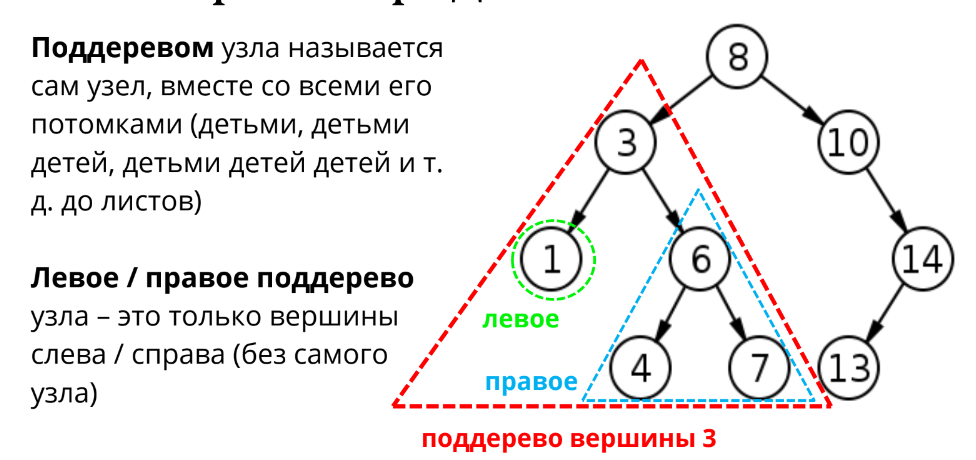 Поддеревом узла называется
сам узел, вместе со всеми его
потомками (детьми, детьми
детей, детьми детей детей и т.
д. до листов)
Левое / правое поддерево
узла – это только вершины
слева / справа (без самого
узла)
8
3
10
1
6
14
левое
4
7
13
правое
поддерево вершины 3